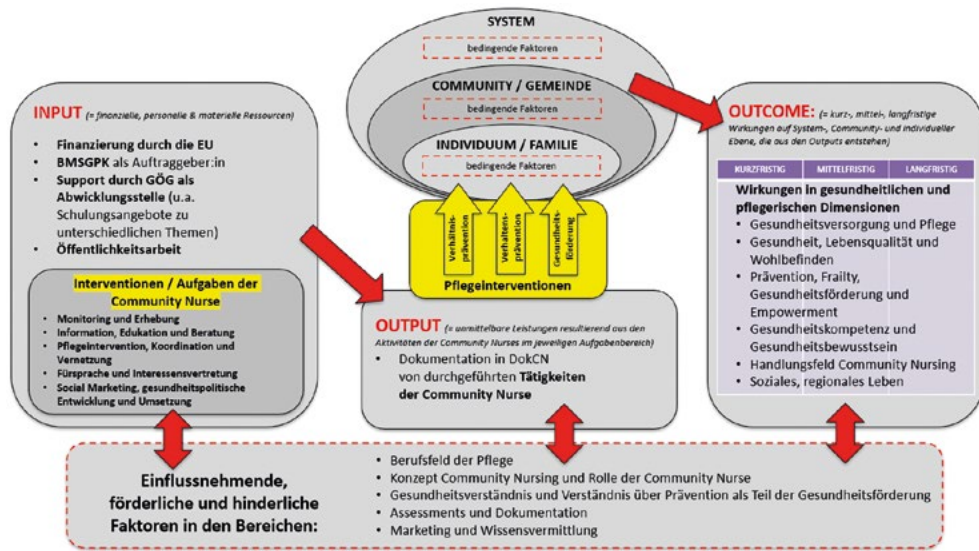 SYSTEM
bedingende Faktoren
COMMUNITY / GEMEINDE
bedingende Faktoren
INDIVIDUUM / FAMILIE
bedingende Faktoren
Verhältnis-
prävention
Verhaltens-
prävention
Gesundheits-
förderung
Pflegeinterventionen
INPUT (= finanzielle, personelle & materielle Ressourcen)
• Finanzierung durch die EU
• BMSGPK als Auftraggeber:in
• Support durch GÖG als
Abwicklungsstelle (u.a.
Schulungsangebote zu
unterschiedlichen Themen)
• Öffentlichkeitsarbeit
Interventionen / Aufgaben der
Community Nurse
• Monitoring und Erhebung
• Information, Edukation und Beratung
• Pflegeintervention, Koordination und
Vernetzung
• Fürsprache und Interessensvertretung
• Social Marketing, gesundheitspolitische
Entwicklung und Umsetzung
OUTPUT (= unmittelbare Leistungen resultierend aus den
Aktivitäten der Community Nurses im jeweiligen Aufgabenbereich)
• Dokumentation in DokCN
von durchgeführten Tätigkeiten
der Community Nurse
OUTCOME: (= kurz-, mittel-, langfristige
Wirkungen auf System-, Community- und Individueller
Ebene, die aus den Outputs entstehen)
KURZFRISTIG MITTELFRISTIG LANGFRISTIG
Wirkungen in gesundheitlichen und
pflegerischen Dimensionen
• Gesundheitsversorgung und Pflege
• Gesundheit, Lebensqualität und
Wohlbefinden
• Prävention, Frailty,
Gesundheitsförderung und
Empowerment
• Gesundheitskompetenz und
Gesundheitsbewusstsein
• Handlungsfeld Community Nursing
• Soziales, regionales Leben
Einflussnehmende,
förderliche und hinderliche
Faktoren in den Bereichen:
• Berufsfeld der Pflege
• Konzept Community Nursing und Rolle der Community Nurse
• Gesundheitsverständnis und Verständnis über Prävention als Teil der Gesundheitsförderung
• Assessments und Dokumentation
• Marketing und Wissensvermittlung